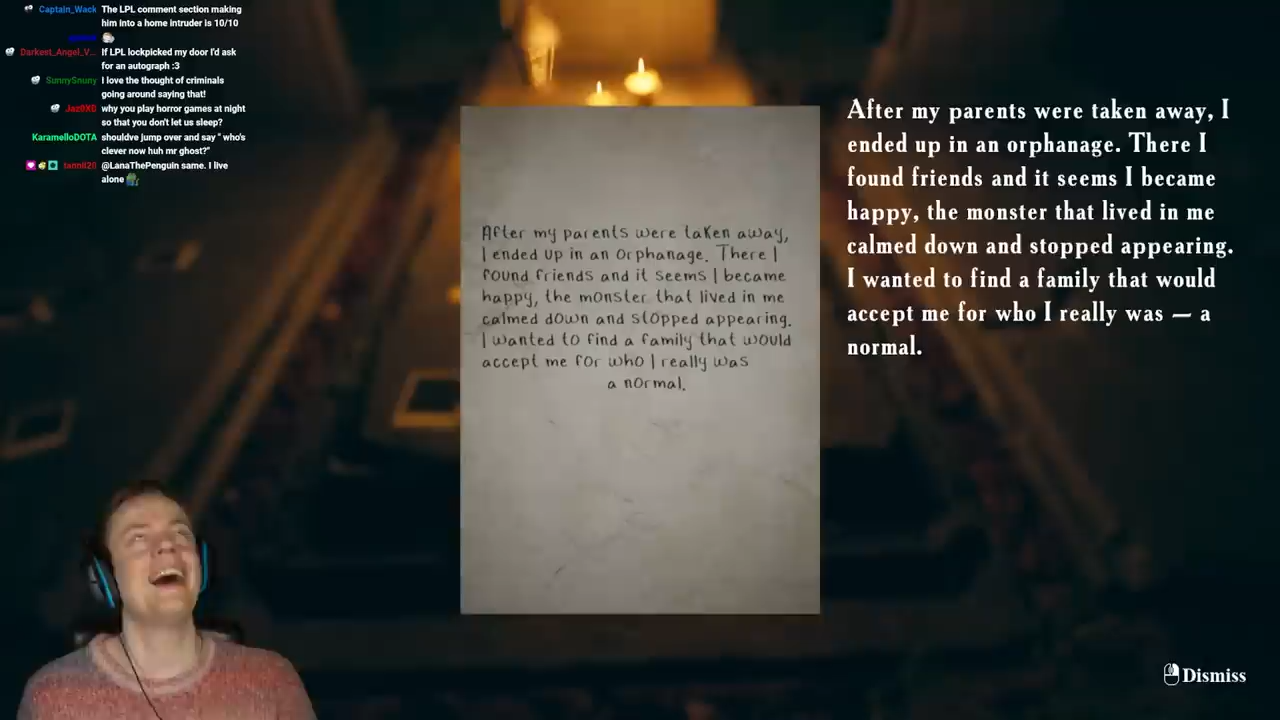 Captain_Wack The LPL comment section making
him into a home intruder is 10/10
Darkest_Angel_V... If LPL lockpicked my door I'd ask
for an autograph :3
SunnySnuny I love the thought of criminals
going around saying that!
Jaz0XD why you play horror games at night
so that you don't let us sleep?
KaramelloDOTA shouldve jump over and say " who's
clever now huh mr ghost?"
@LanaThePenguin same. I live
alone
After my parents were taken away,
I ended up in an orphanage. There I
found friends and it seems I became
happy, the monster that lived in me
calmed down and stopped appearing.
I wanted to find a family that would
accept me for who I really was
a normal.
After my parents were taken away, I
ended up in an orphanage. There I
found friends and it seems I became
happy, the monster that lived in me
calmed down and stopped appearing.
I wanted to find a family that would
accept me for who I really was — a
normal.
Dismiss